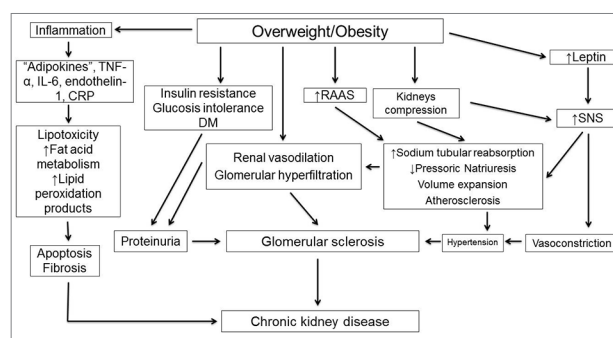 Inflammation
Overweight/Obesity
↑Leptin
“Adipokines”, TNF-
α, IL-6, endothelin-
1, CRP
Insulin resistance
Glucosis intolerance
DM
↑RAAS
Kidneys
compression
↑SNS
Lipotoxicity
↑Fat acid
metabolism
↑Lipid
peroxidation
products
Renal vasodilation
Glomerular hyperfiltration
↑Sodium tubular reabsorption
↓Pressoric Natriuresis
Volume expansion
Atherosclerosis
Apoptosis
Fibrosis
Proteinuria
Glomerular sclerosis
Hypertension
Vasoconstriction
Chronic kidney disease